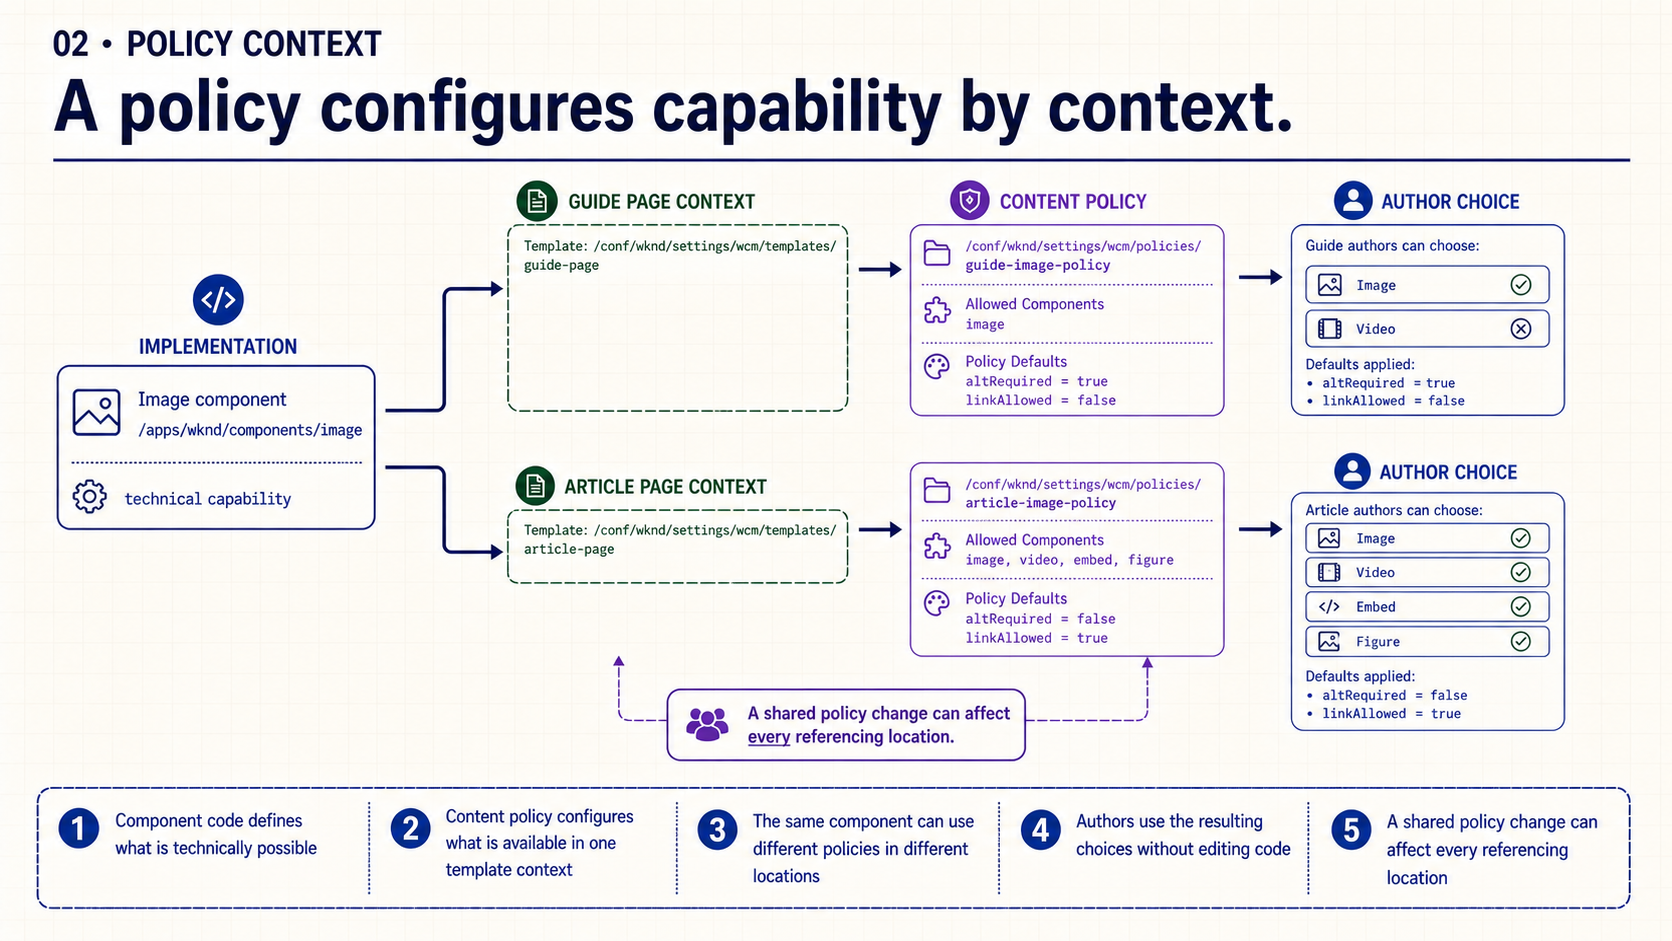 02 • POLICY CONTEXT
A policy configures capability by context.
IMPLEMENTATION
Image component
/apps/wknd/components/image
technical capability
GUIDE PAGE CONTEXT
Template: /conf/wknd/settings/wcm/templates/
guide-page
CONTENT POLICY
/conf/wknd/settings/wcm/policies/
guide-image-policy
Allowed Components
image
Policy Defaults
altRequired = true
linkAllowed = false
AUTHOR CHOICE
Guide authors can choose:
Image
Video
Defaults applied:
• altRequired = true
• linkAllowed = false
ARTICLE PAGE CONTEXT
Template: /conf/wknd/settings/wcm/templates/
article-page
/conf/wknd/settings/wcm/policies/
article-image-policy
Allowed Components
image, video, embed, figure
Policy Defaults
altRequired = false
linkAllowed = true
AUTHOR CHOICE
Article authors can choose:
Image
Video
Embed
Figure
Defaults applied:
• altRequired = false
• linkAllowed = true
A shared policy change can affect
every referencing location.
1
Component code defines
what is technically possible
2
Content policy configures
what is available in one
template context
3
The same component can use
different policies in different
locations
4
Authors use the resulting
choices without editing code
5
A shared policy change can
affect every referencing
location